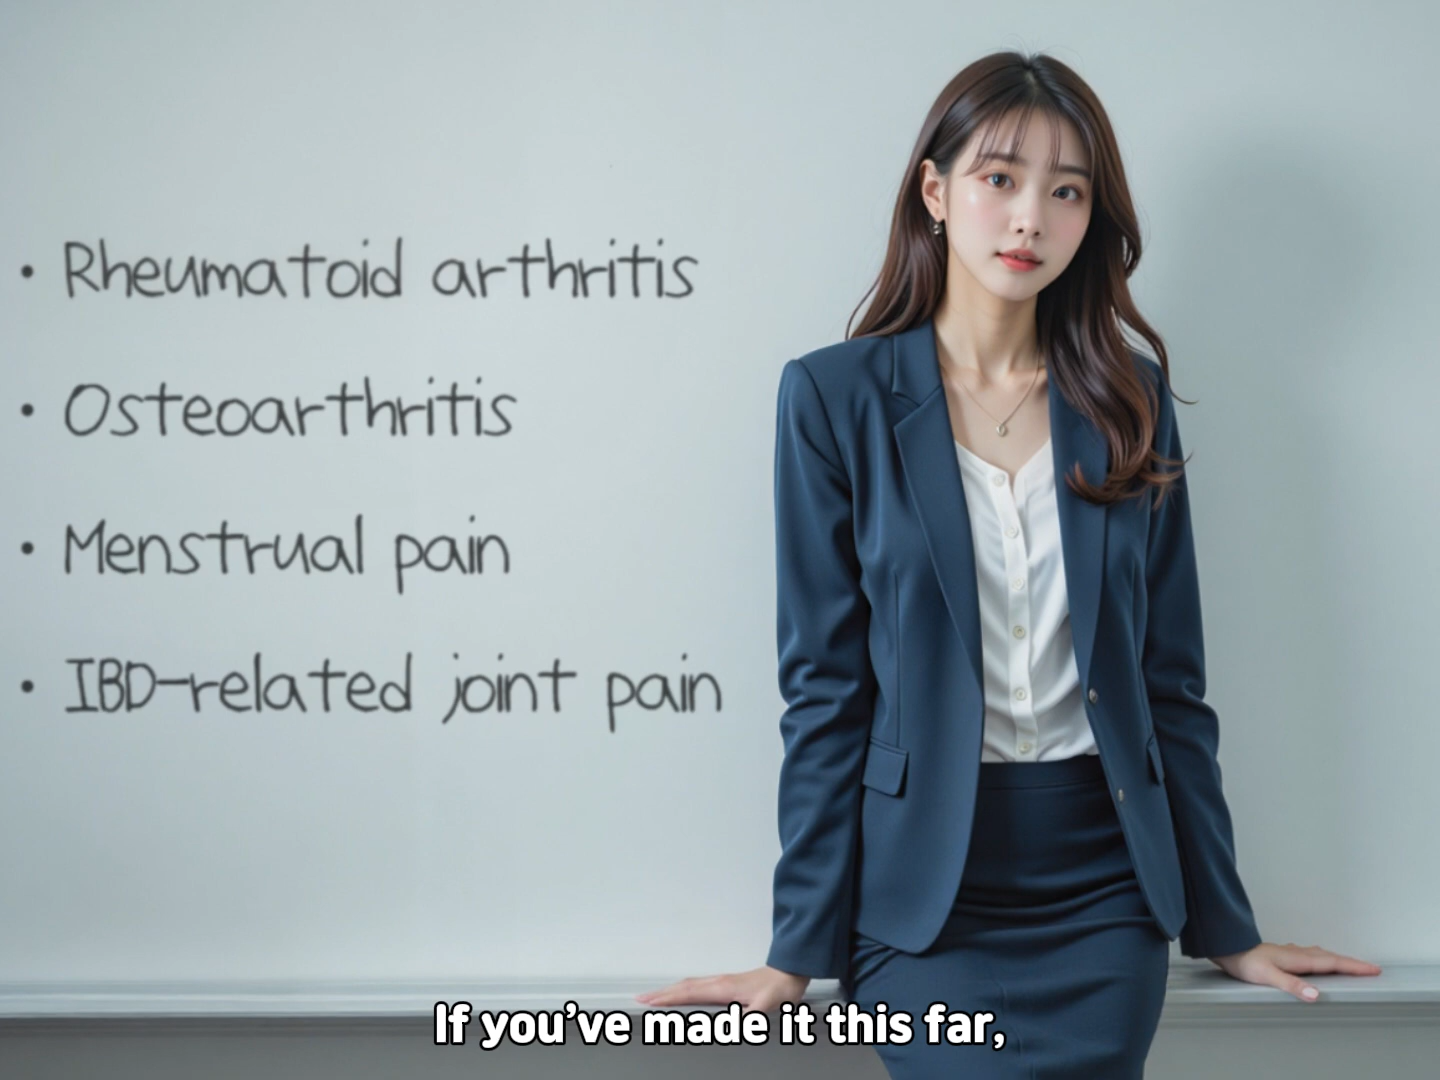 • Rheumatoid arthritis
• Osteoarthritis
• Menstrual pain
• IBD-related joint pain
If you’ve made it this far,